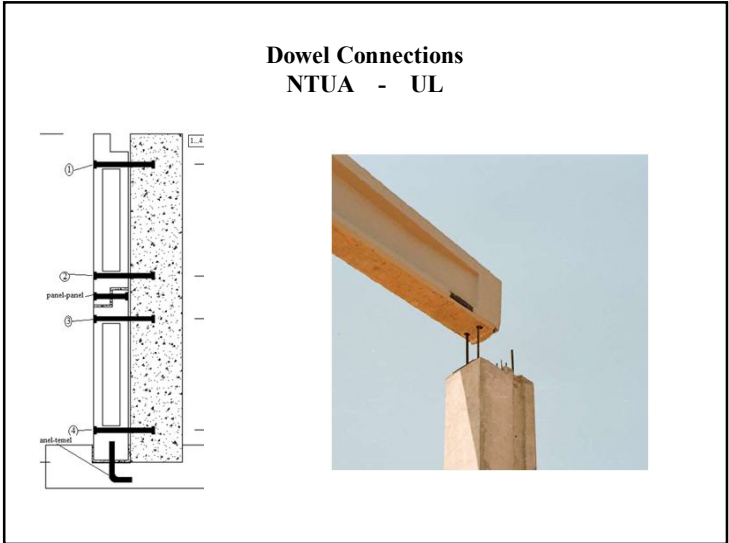 Dowel Connections
NTUA - UL
1...4
1
2
panel-panel
3
4
anel-temel